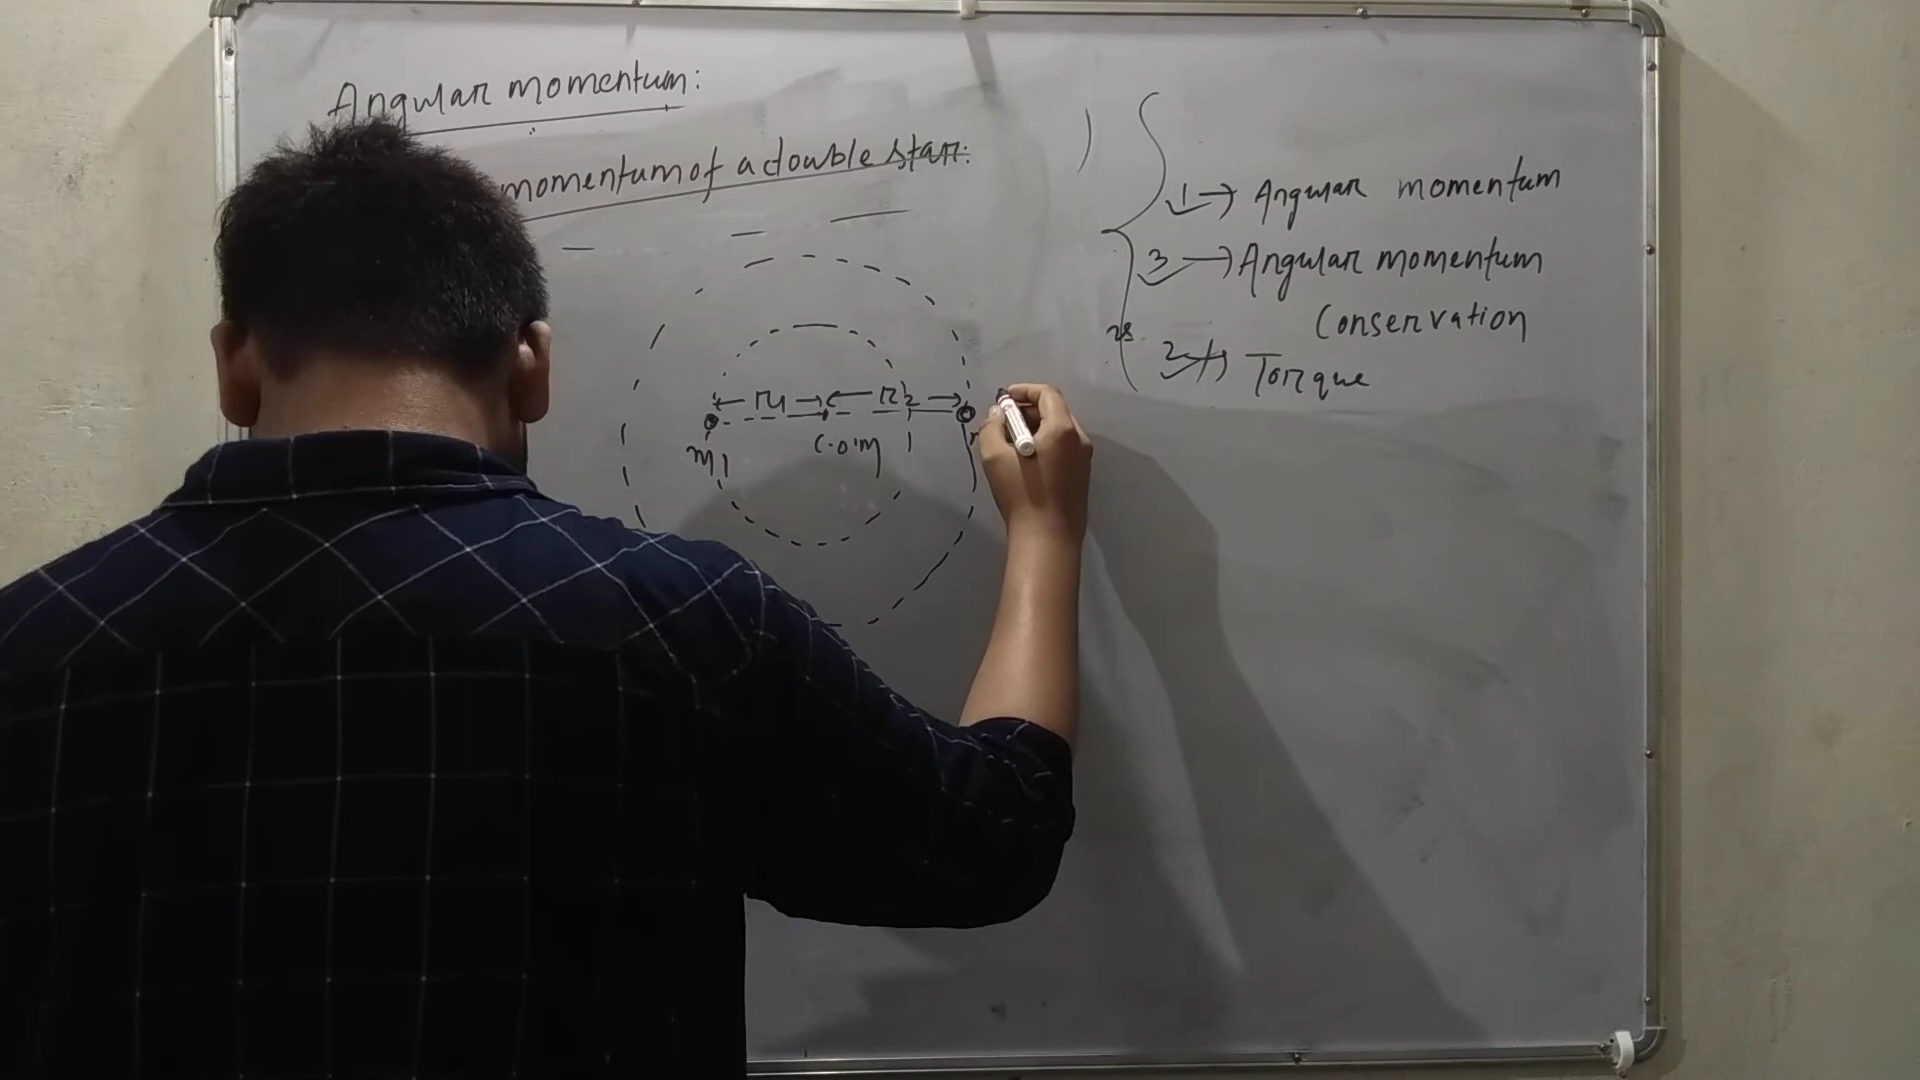 Angular momentum:
momentum of a double star:
1 → Angular momentum
3 → Angular momentum
Conservation
2 → Torque
r1 r2
m1
C.O.M